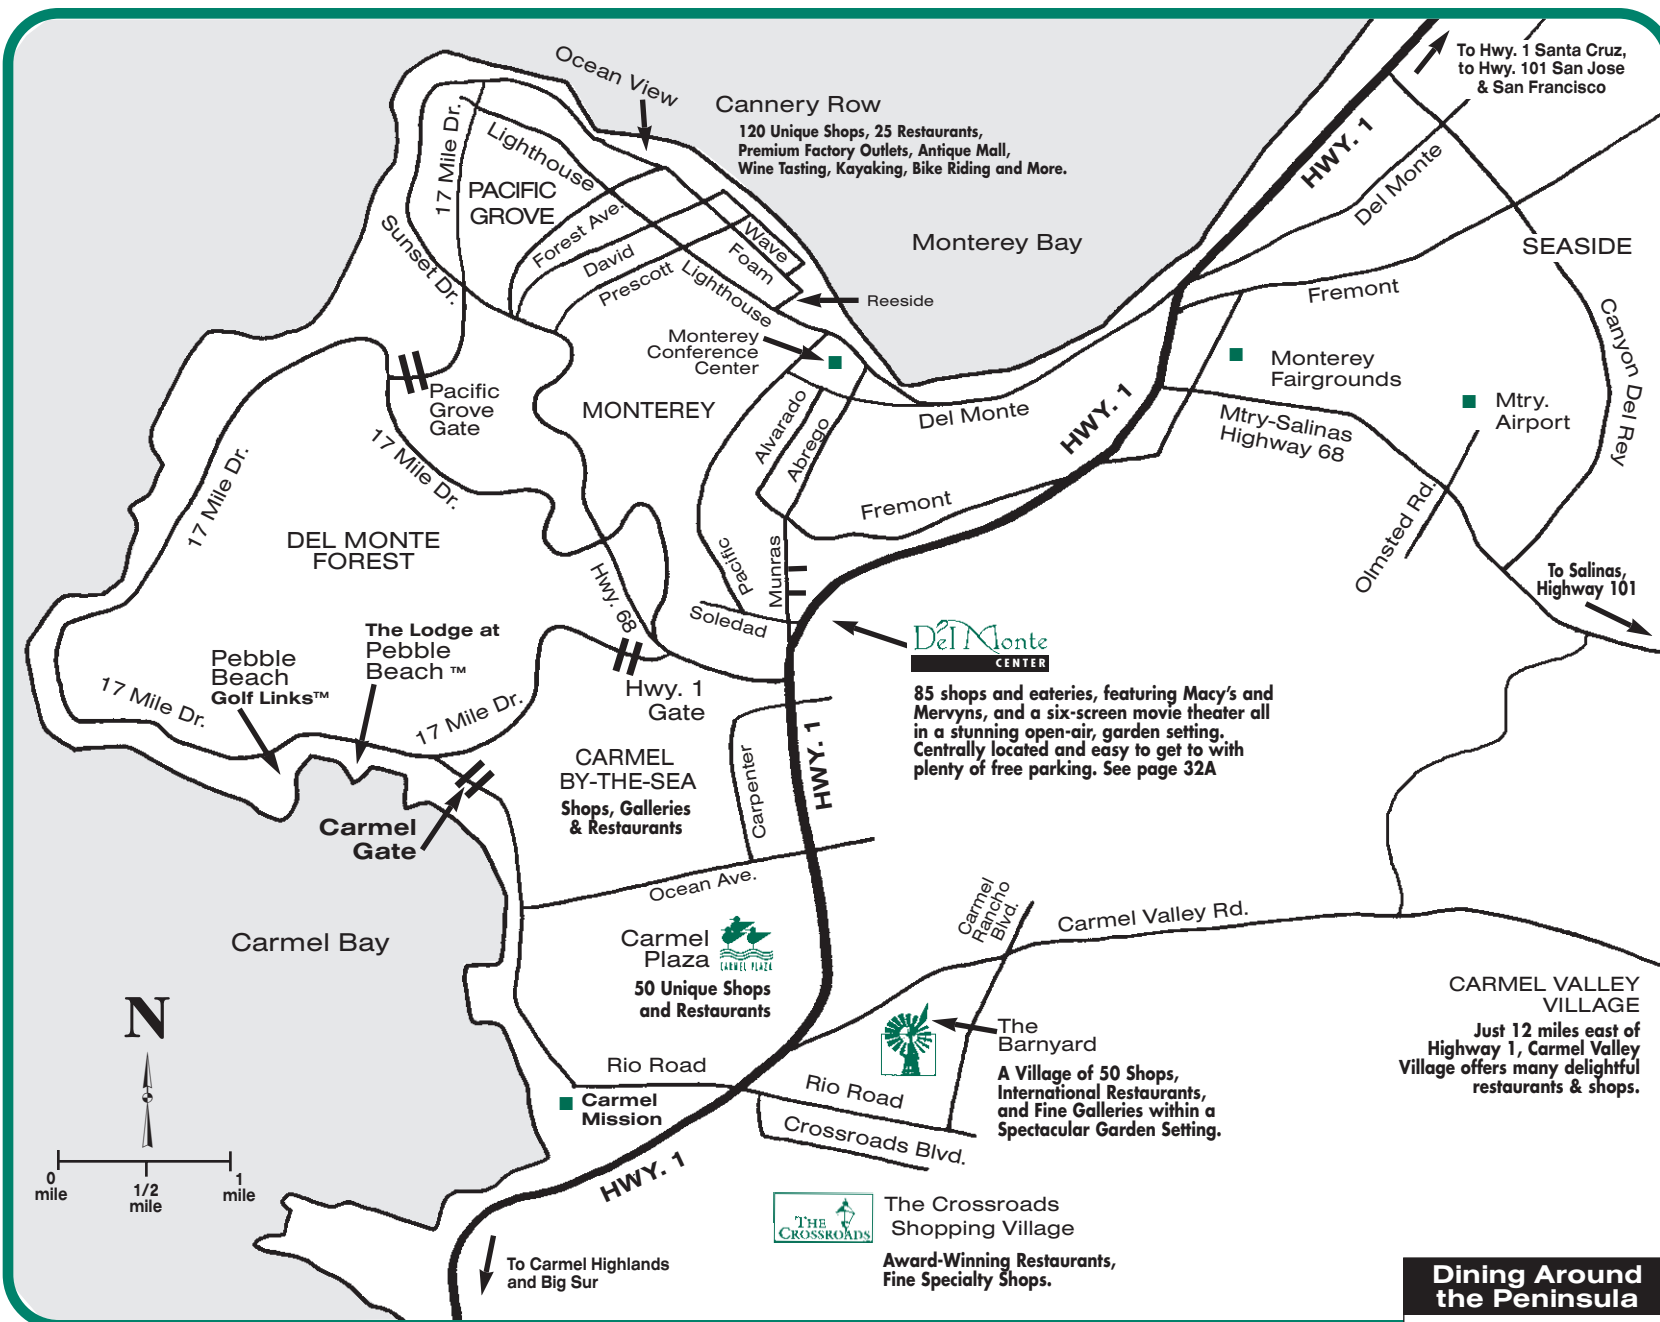 To Hwy. 1 Santa Cruz,
to Hwy. 101 San Jose
& San Francisco
Ocean View
Cannery Row
120 Unique Shops, 25 Restaurants,
Premium Factory Outlets, Antique Mall,
Wine Tasting, Kayaking, Bike Riding and More.
HWY. 1
Del Monte
17 Mile Dr.
Lighthouse
PACIFIC
GROVE
Sunset Dr.
Forest Ave.
David
Prescott
Wave
Foam
Lighthouse
Reeside
Monterey Bay
SEASIDE
Fremont
Canyon Del Rey
Monterey
Conference
Center
Monterey
Fairgrounds
Mtry.
Airport
Pacific
Grove
Gate
MONTEREY
Alvarado
Abrego
Del Monte
HWY. 1
Mtry-Salinas
Highway 68
17 Mile Dr.
17 Mile Dr.
Fremont
Olmsted Rd.
DEL MONTE
FOREST
Hwy. 68
Pacific
Munras
Soledad
To Salinas,
Highway 101
Del Monte
CENTER
85 shops and eateries, featuring Macy's and
Mervyns, and a six-screen movie theater all
in a stunning open-air, garden setting.
Centrally located and easy to get to with
plenty of free parking. See page 32A
The Lodge at
Pebble
Beach ™
Pebble
Beach
Golf Links™
17 Mile Dr.
17 Mile Dr.
Hwy. 1
Gate
CARMEL
BY-THE-SEA
Shops, Galleries
& Restaurants
Carpenter
HWY. 1
Carmel
Gate
Ocean Ave.
Carmel
Rancho
Blvd.
Carmel Valley Rd.
Carmel Bay
Carmel
Plaza
CARMEL PLAZA
50 Unique Shops
and Restaurants
CARMEL VALLEY
VILLAGE
Just 12 miles east of
Highway 1, Carmel Valley
Village offers many delightful
restaurants & shops.
N
The
Barnyard
A Village of 50 Shops,
International Restaurants,
and Fine Galleries within a
Spectacular Garden Setting.
Rio Road
Rio Road
Carmel
Mission
Crossroads Blvd.
HWY. 1
0
mile
1/2
mile
1
mile
THE
CROSSROADS
The Crossroads
Shopping Village
Award-Winning Restaurants,
Fine Specialty Shops.
To Carmel Highlands
and Big Sur
Dining Around
the Peninsula